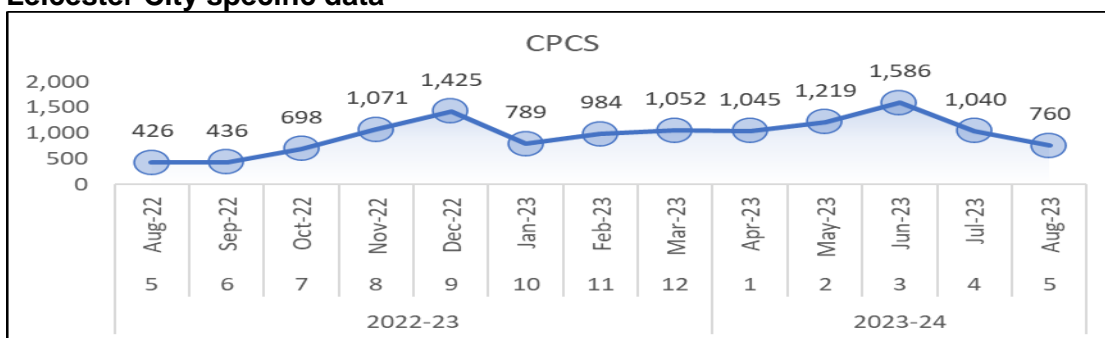 Leicester City specific data
CPCS
2,000
1,500
1,000
500
0
426 436 698 1,071 1,425 789 984 1,052 1,045 1,219 1,586 1,040 760
Aug-22 Sep-22 Oct-22 Nov-22 Dec-22 Jan-23 Feb-23 Mar-23 Apr-23 May-23 Jun-23 Jul-23 Aug-23
5 6 7 8 9 10 11 12 1 2 3 4 5
2022-23 2023-24